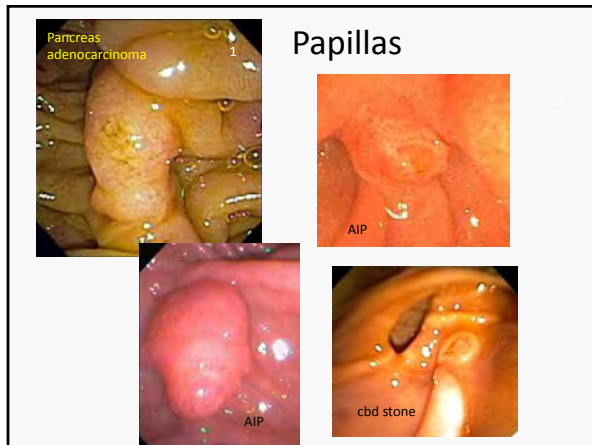 Papillas
Pancreas
adenocarcinoma
1
AIP
AIP
cbd stone